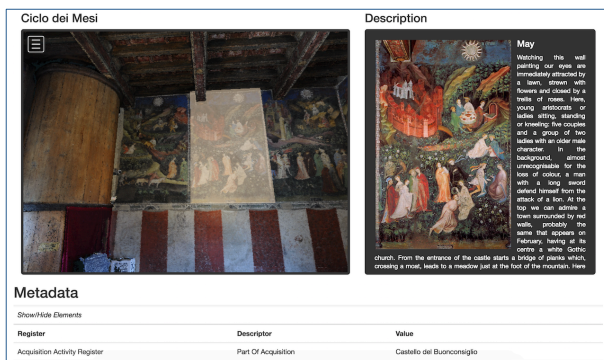 Ciclo dei Mesi
Description
May
Watching this wall
painting our eyes are
immediately attracted by
a lawn, strewn with
flowers and closed by a
trellis of roses. Here,
young aristocrats or
ladies sitting, standing
or kneeling: five couples
and a group of two
ladies with an older male
character. In the
background, almost
unrecognisable for the
loss of colour, a man
with a long sword
defend himself from the
attack of a lion. At the
top we can admire a
town surrounded by red
walls, probably the
same that appears on
February, having at its
centre a white Gothic
church. From the entrance of the castle starts a bridge of planks which,
crossing a moat, leads to a meadow just at the foot of the mountain. Here
Metadata
Show/Hide Elements
Register Descriptor Value
Acquisition Activity Register Part Of Acquisition Castello del Buonconsiglio